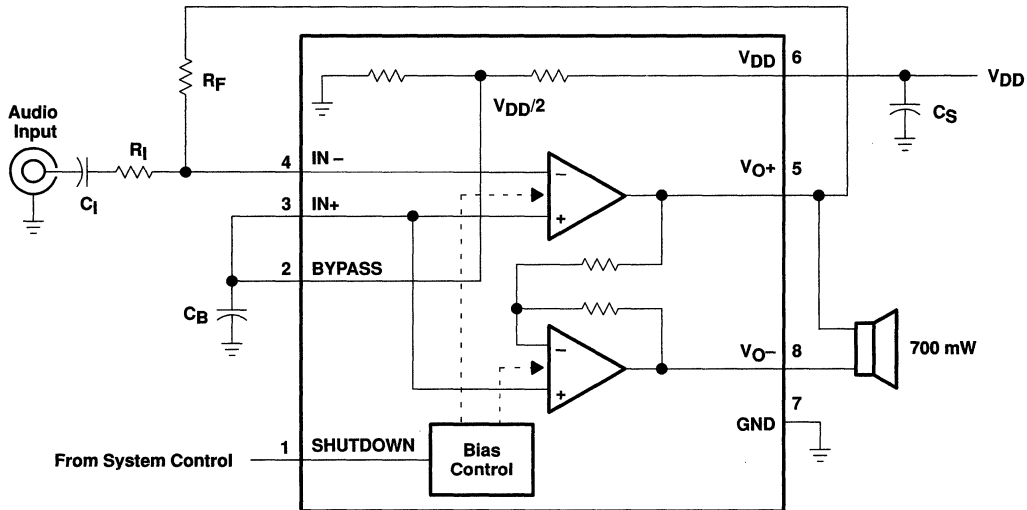 VDD
6
RF
VDD/2
VDD
CS
Audio
Input
RI
CI
4
IN –
VO+
5
–
+
3
IN+
2
BYPASS
CB
–
+
VO–
8
700 mW
7
GND
1
SHUTDOWN
From System Control
Bias
Control